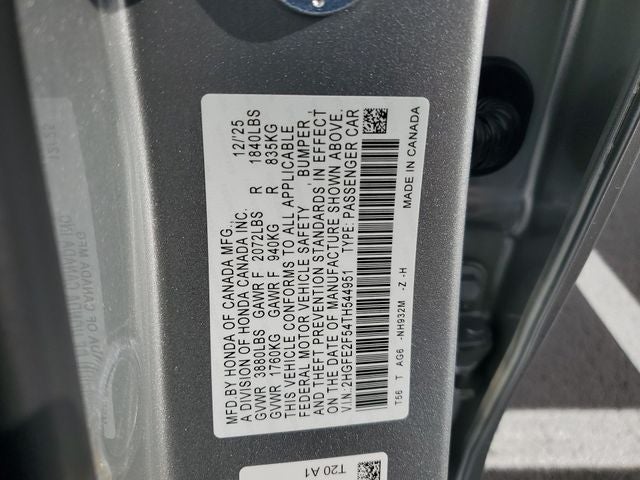 MFD.BY HONDA OF CANADA MFG., 12/'25
A DIVISION OF HONDA CANADA INC.
GVWR 3880LBS GAWR F 2072LBS R 1840LBS
GVWR 1760KG GAWR F 940KG R 835KG
THIS VEHICLE CONFORMS TO ALL APPLICABLE
FEDERAL MOTOR VEHICLE SAFETY, BUMPER,
AND THEFT PREVENTION STANDARDS IN EFFECT
ON THE DATE OF MANUFACTURE SHOWN ABOVE.
V.I.N.: 2HGFE2F54TH544951 TYPE: PASSENGER CAR
T56 T AG6 -NH932M -Z -H
MADE IN CANADA
T20 A1